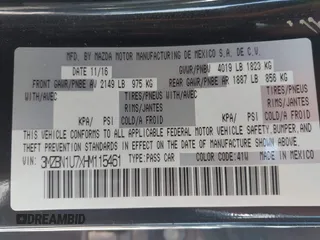 MFD. BY MAZDA MOTOR MANUFACTURING DE MEXICO S.A. DE C.V.
DATE 11/16 GVWR/PNBV 4019 LB 1823 KG
FRONT GAWR/PNBE AV 2149 LB 975 KG REAR GAWR/PNBE AR 1887 LB 856 KG
WITH/AVEC TIRES/PNEUS WITH/AVEC TIRES/PNEUS
RIMS/JANTES RIMS/JANTES
KPA/ PSI COLD/A FROID KPA/ PSI COLD/A FROID
THIS VEHICLE CONFORMS TO ALL APPLICABLE FEDERAL MOTOR VEHICLE SAFETY, BUMPER, AND
THEFT PREVENTION STANDARDS IN EFFECT ON THE DATE OF MANUFACTURE SHOWN ABOVE.
3MZBN1U7XHM115461 TYPE: PASS CAR COLOR/CODE: 41W MADE IN MEXICO
© DREAMBID